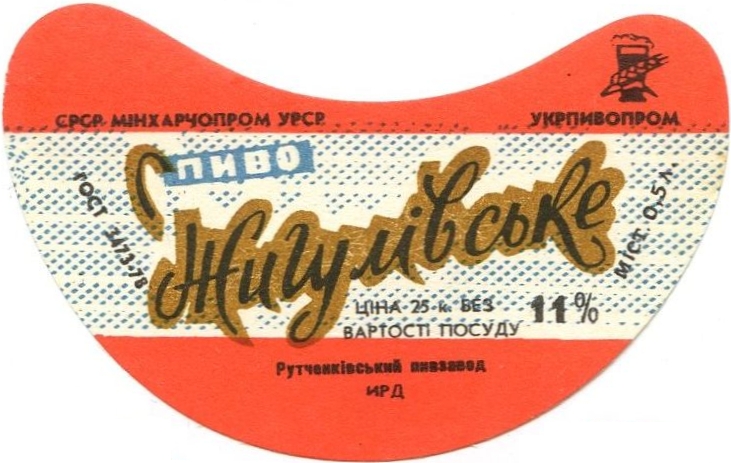 СРСР МІНХАРЧОПРОМ УРСР
УКРПИВОПРОМ
ПИВО
Жигулівське
ГОСТ 3473-78
МІСТ. 0,5 л.
ЦІНА 25 к. БЕЗ
ВАРТОСТІ ПОСУДУ
11%
Рутченківський пивзавод
ИРД